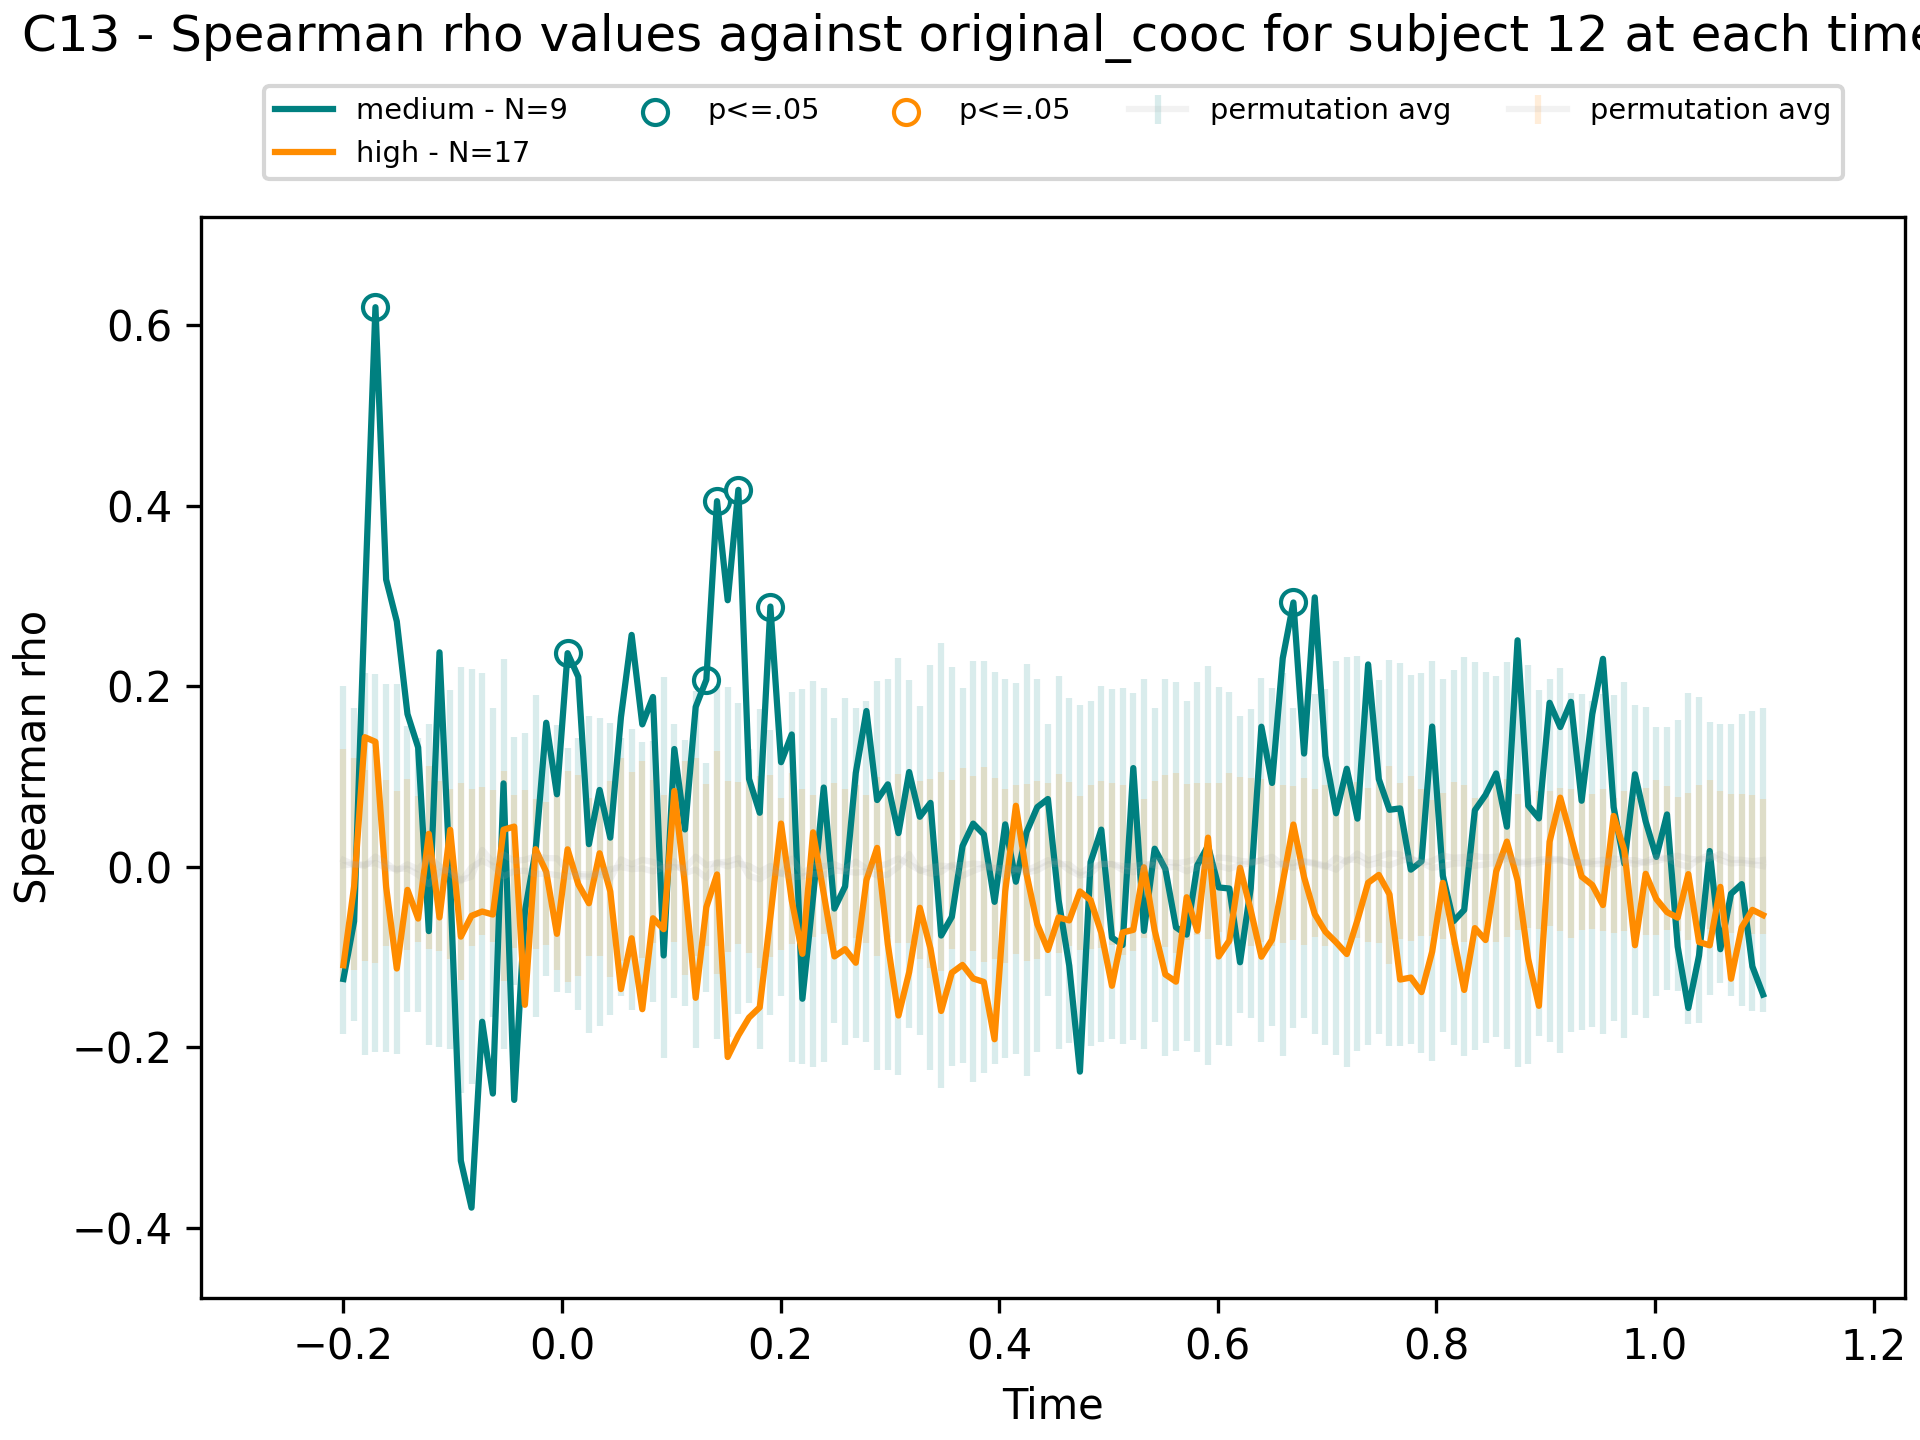 C13 - Spearman rho values against original_cooc for subject 12 at each time
medium - N=9
high - N=17
p<=.05
p<=.05
permutation avg
permutation avg
Spearman rho
0.6
0.4
0.2
0.0
−0.2
−0.4
−0.2 0.0 0.2 0.4 0.6 0.8 1.0 1.2
Time